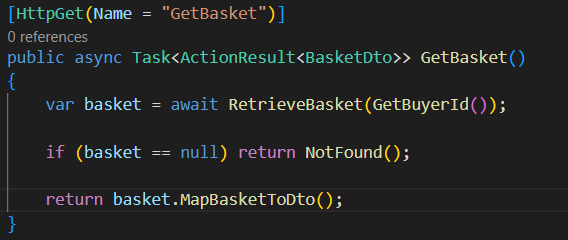 [HttpGet(Name = "GetBasket")]
0 references
public async Task<ActionResult<BasketDto>> GetBasket()
{
var basket = await RetrieveBasket(GetBuyerId());
if (basket == null) return NotFound();
return basket.MapBasketToDto();
}